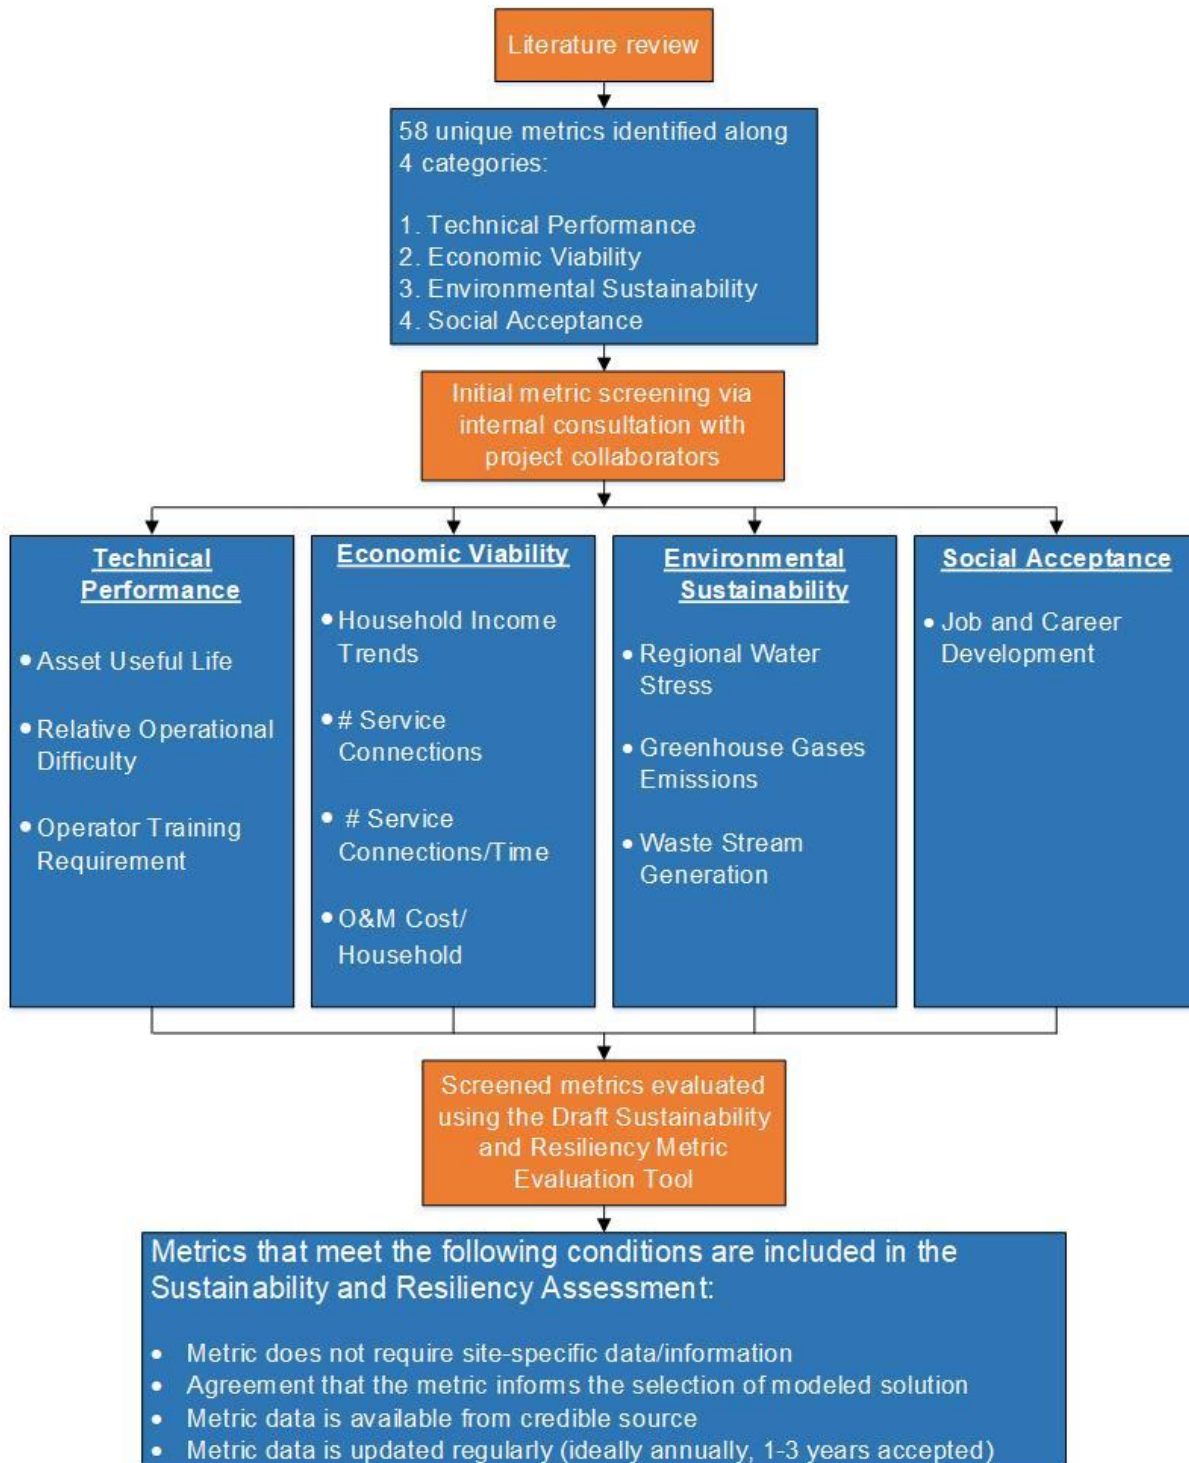 Literature review
58 unique metrics identified along
4 categories:
1. Technical Performance
2. Economic Viability
3. Environmental Sustainability
4. Social Acceptance
Initial metric screening via
internal consultation with
project collaborators
Technical
Performance
• Asset Useful Life
• Relative Operational
Difficulty
• Operator Training
Requirement
Economic Viability
• Household Income
Trends
• # Service
Connections
• # Service
Connections/Time
• O&M Cost/
Household
Environmental
Sustainability
• Regional Water
Stress
• Greenhouse Gases
Emissions
• Waste Stream
Generation
Social Acceptance
• Job and Career
Development
Screened metrics evaluated
using the Draft Sustainability
and Resiliency Metric
Evaluation Tool
Metrics that meet the following conditions are included in the
Sustainability and Resiliency Assessment:
• Metric does not require site-specific data/information
• Agreement that the metric informs the selection of modeled solution
• Metric data is available from credible source
• Metric data is updated regularly (ideally annually, 1-3 years accepted)